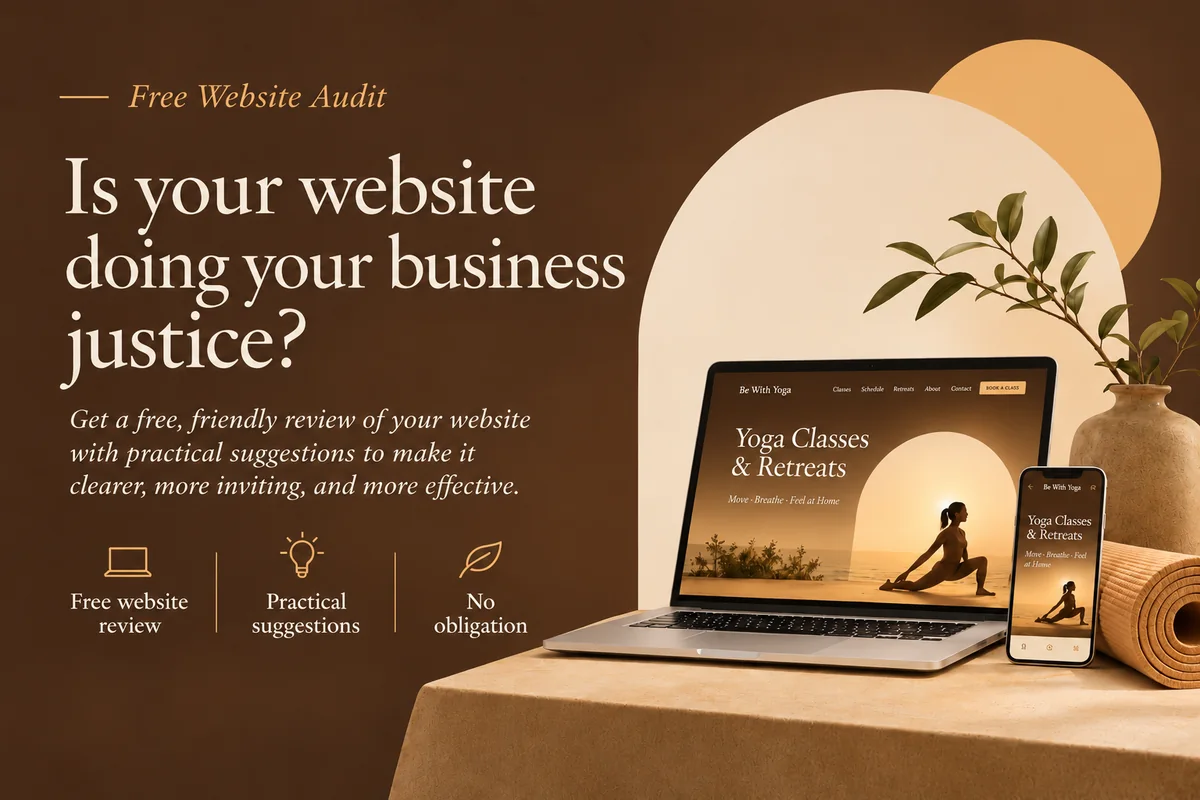 Free Website Audit
Is your website
doing your business
justice?
Get a free, friendly review of your website
with practical suggestions to make it
clearer, more inviting, and more effective.
Free website
review
Practical
suggestions
No
obligation
Be With Yoga
Classes
Schedule
Retreats
About
Contact
BOOK A CLASS
Yoga Classes
& Retreats
Move - Breathe - Feel at Home
Be With Yoga
Yoga Classes
& Retreats
Move - Breathe - Feel
at Home